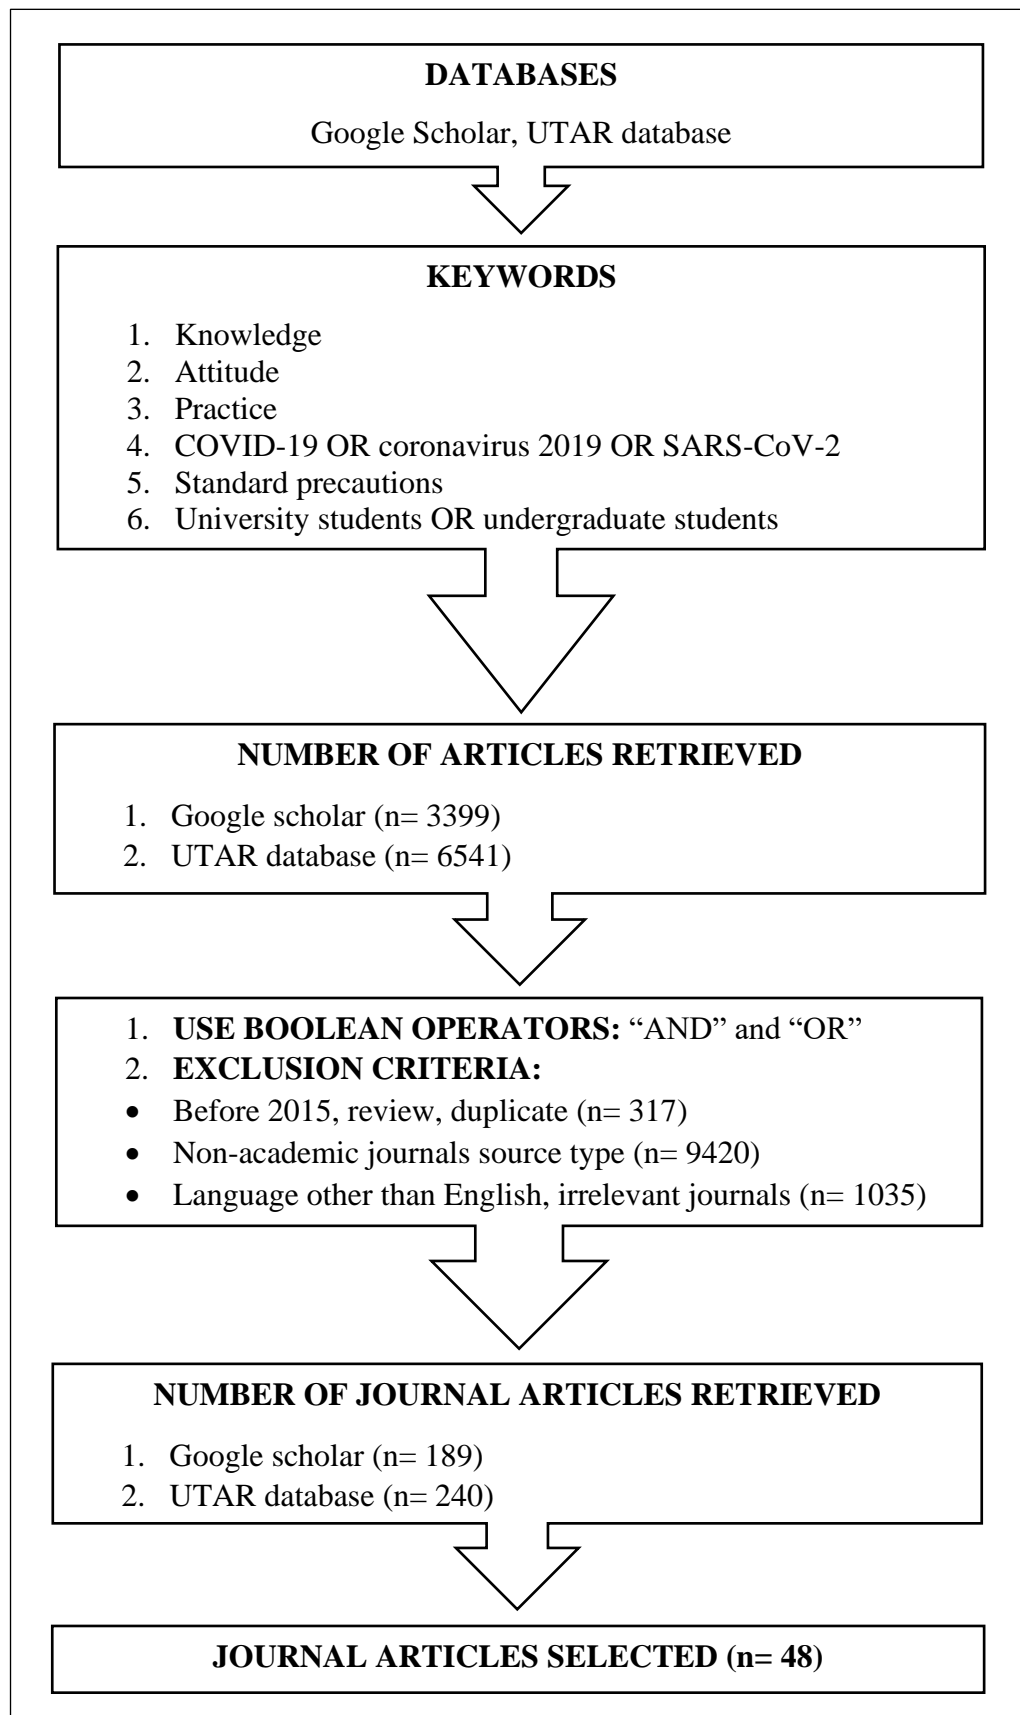 DATABASES
Google Scholar, UTAR database
KEYWORDS
1. Knowledge
2. Attitude
3. Practice
4. COVID-19 OR coronavirus 2019 OR SARS-CoV-2
5. Standard precautions
6. University students OR undergraduate students
NUMBER OF ARTICLES RETRIEVED
1. Google scholar (n= 3399)
2. UTAR database (n= 6541)
1. USE BOOLEAN OPERATORS: “AND” and “OR”
2. EXCLUSION CRITERIA:
• Before 2015, review, duplicate (n= 317)
• Non-academic journals source type (n= 9420)
• Language other than English, irrelevant journals (n= 1035)
NUMBER OF JOURNAL ARTICLES RETRIEVED
1. Google scholar (n= 189)
2. UTAR database (n= 240)
JOURNAL ARTICLES SELECTED (n= 48)